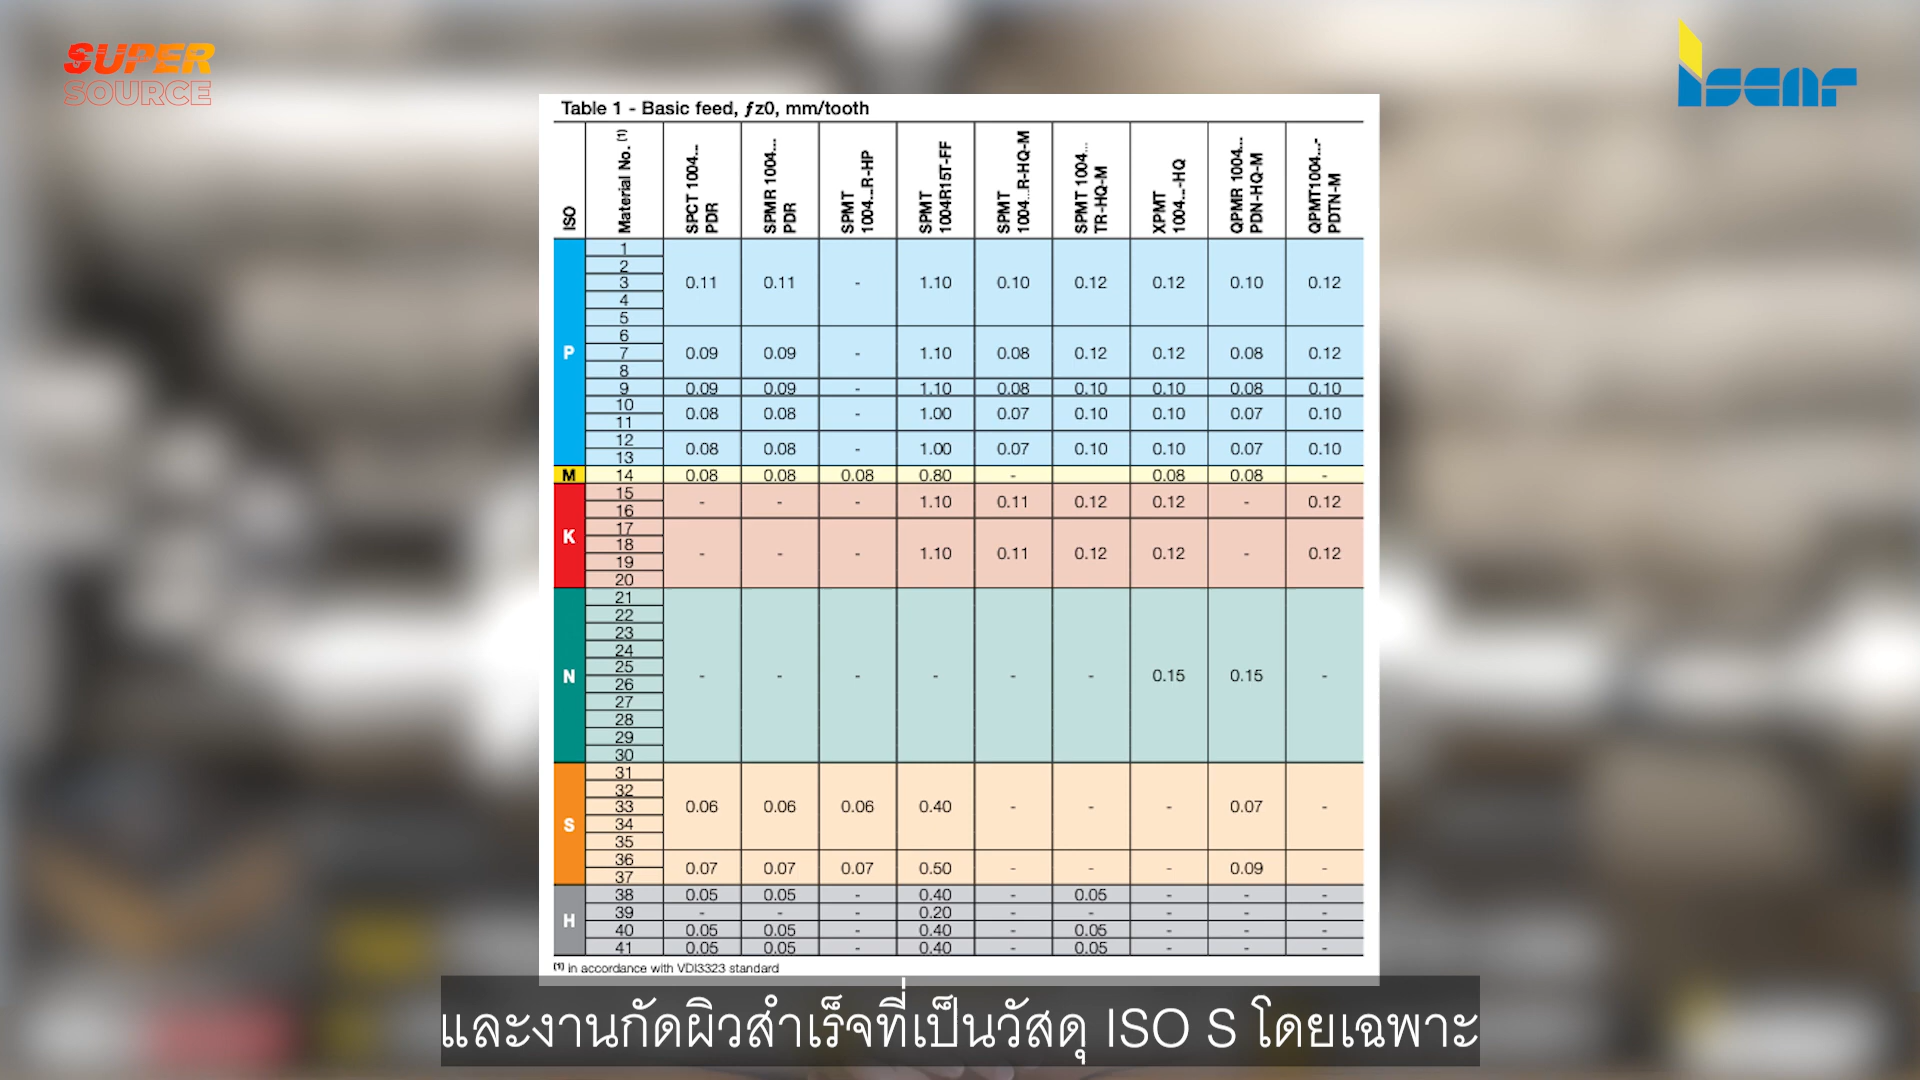 SUPER
SOURCE
iscar
Table 1 - Basic feed, ƒz0, mm/tooth
ISO
Material No. (1)
SPCT 1004... PDR
SPMR 1004... PDR
SPMT 1004...R-HP
SPMT 1004R15T-FF
SPMT 1004...R-HQ-M
SPMT 1004... TR-HQ-M
XPMT 1004...-HQ
QPMR 1004... PDN-HQ-M
QPMT1004...- PDTN-M
P
1
2
3 0.11 0.11 - 1.10 0.10 0.12 0.12 0.10 0.12
4
5
6
7 0.09 0.09 - 1.10 0.08 0.12 0.12 0.08 0.12
8
9 0.09 0.09 - 1.10 0.08 0.10 0.10 0.08 0.10
10
11 0.08 0.08 - 1.00 0.07 0.10 0.10 0.07 0.10
12
13 0.08 0.08 - 1.00 0.07 0.10 0.10 0.07 0.10
M 14 0.08 0.08 0.08 0.80 - 0.08 0.08 -
K
15
16 - - - 1.10 0.11 0.12 0.12 - 0.12
17
18
19 - - - 1.10 0.11 0.12 0.12 - 0.12
20
N
21
22
23
24
25
26 - - - - - - 0.15 0.15 -
27
28
29
30
S
31
32
33 0.06 0.06 0.06 0.40 - - - 0.07 -
34
35
36
37 0.07 0.07 0.07 0.50 - - - 0.09 -
H
38 0.05 0.05 - 0.40 - 0.05 - - -
39 - - - 0.20 - - - - -
40 0.05 0.05 - 0.40 - 0.05 - - -
41 0.05 0.05 - 0.40 - 0.05 - - -
(1) in accordance with VDI3323 standard
และงานกัดผิวสำเร็จที่เป็นวัสดุ ISO S โดยเฉพาะ